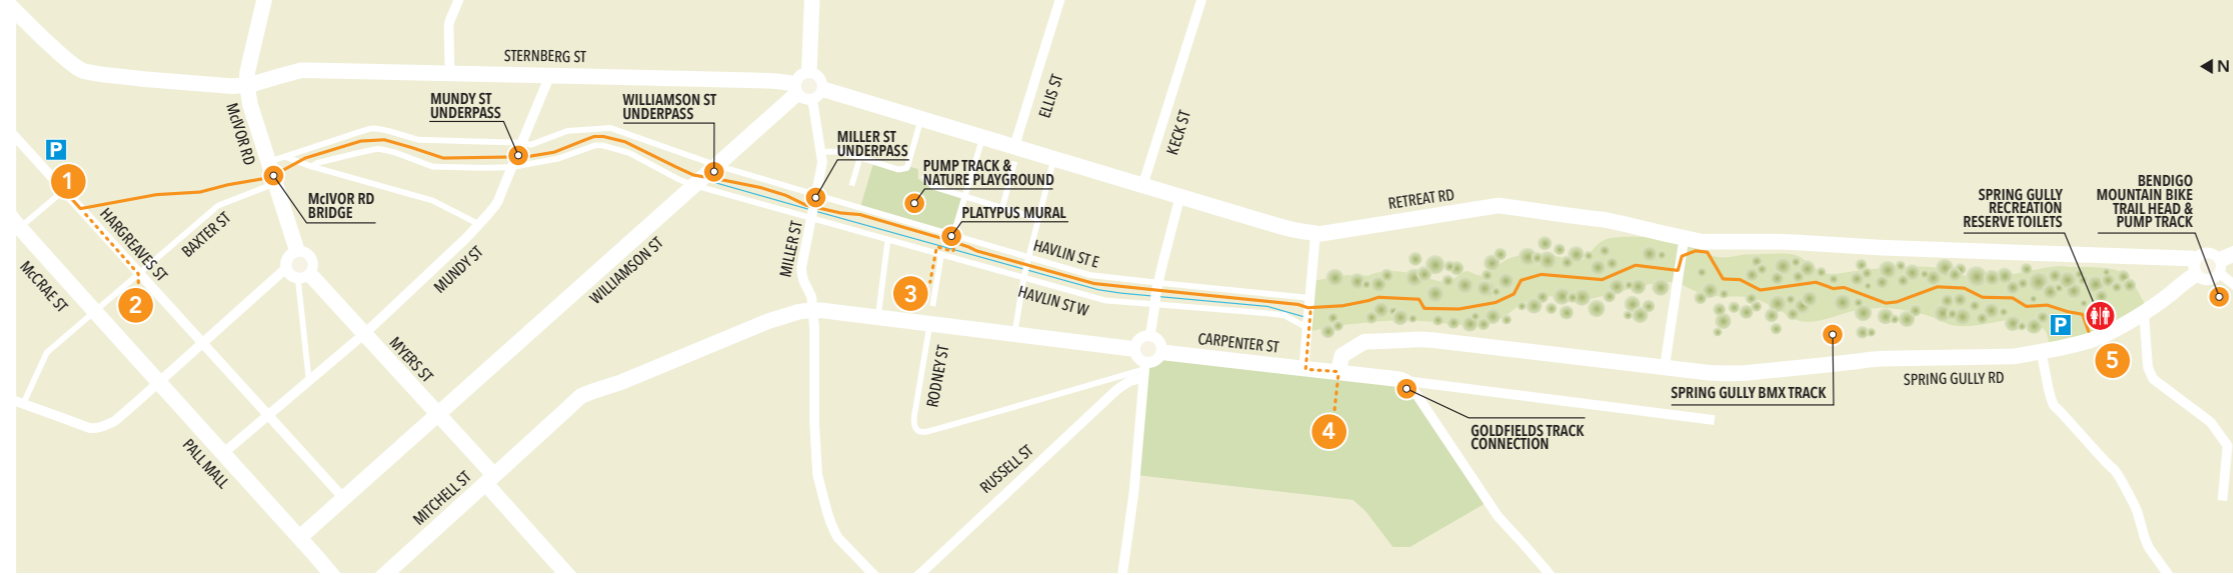 STERNBERG ST
N
McIVOR RD
MUNDY ST
UNDERPASS
WILLIAMSON ST
UNDERPASS
MILLER ST
UNDERPASS
PUMP TRACK &
NATURE PLAYGROUND
PLATYPUS MURAL
ELLIS ST
KECK ST
RETREAT RD
SPRING GULLY
RECREATION
RESERVE TOILETS
BENDIGO
MOUNTAIN BIKE
TRAIL HEAD &
PUMP TRACK
P
1
McIVOR RD
BRIDGE
HARGREAVES ST
BAXTER ST
McCRAE ST
2
MUNDY ST
WILLIAMSON ST
MILLER ST
3
HAVLIN ST E
HAVLIN ST W
CARPENTER ST
P
5
MYERS ST
RODNEY ST
SPRING GULLY BMX TRACK
SPRING GULLY RD
4
GOLDFIELDS TRACK
CONNECTION
PALL MALL
MITCHELL ST
RUSSELL ST